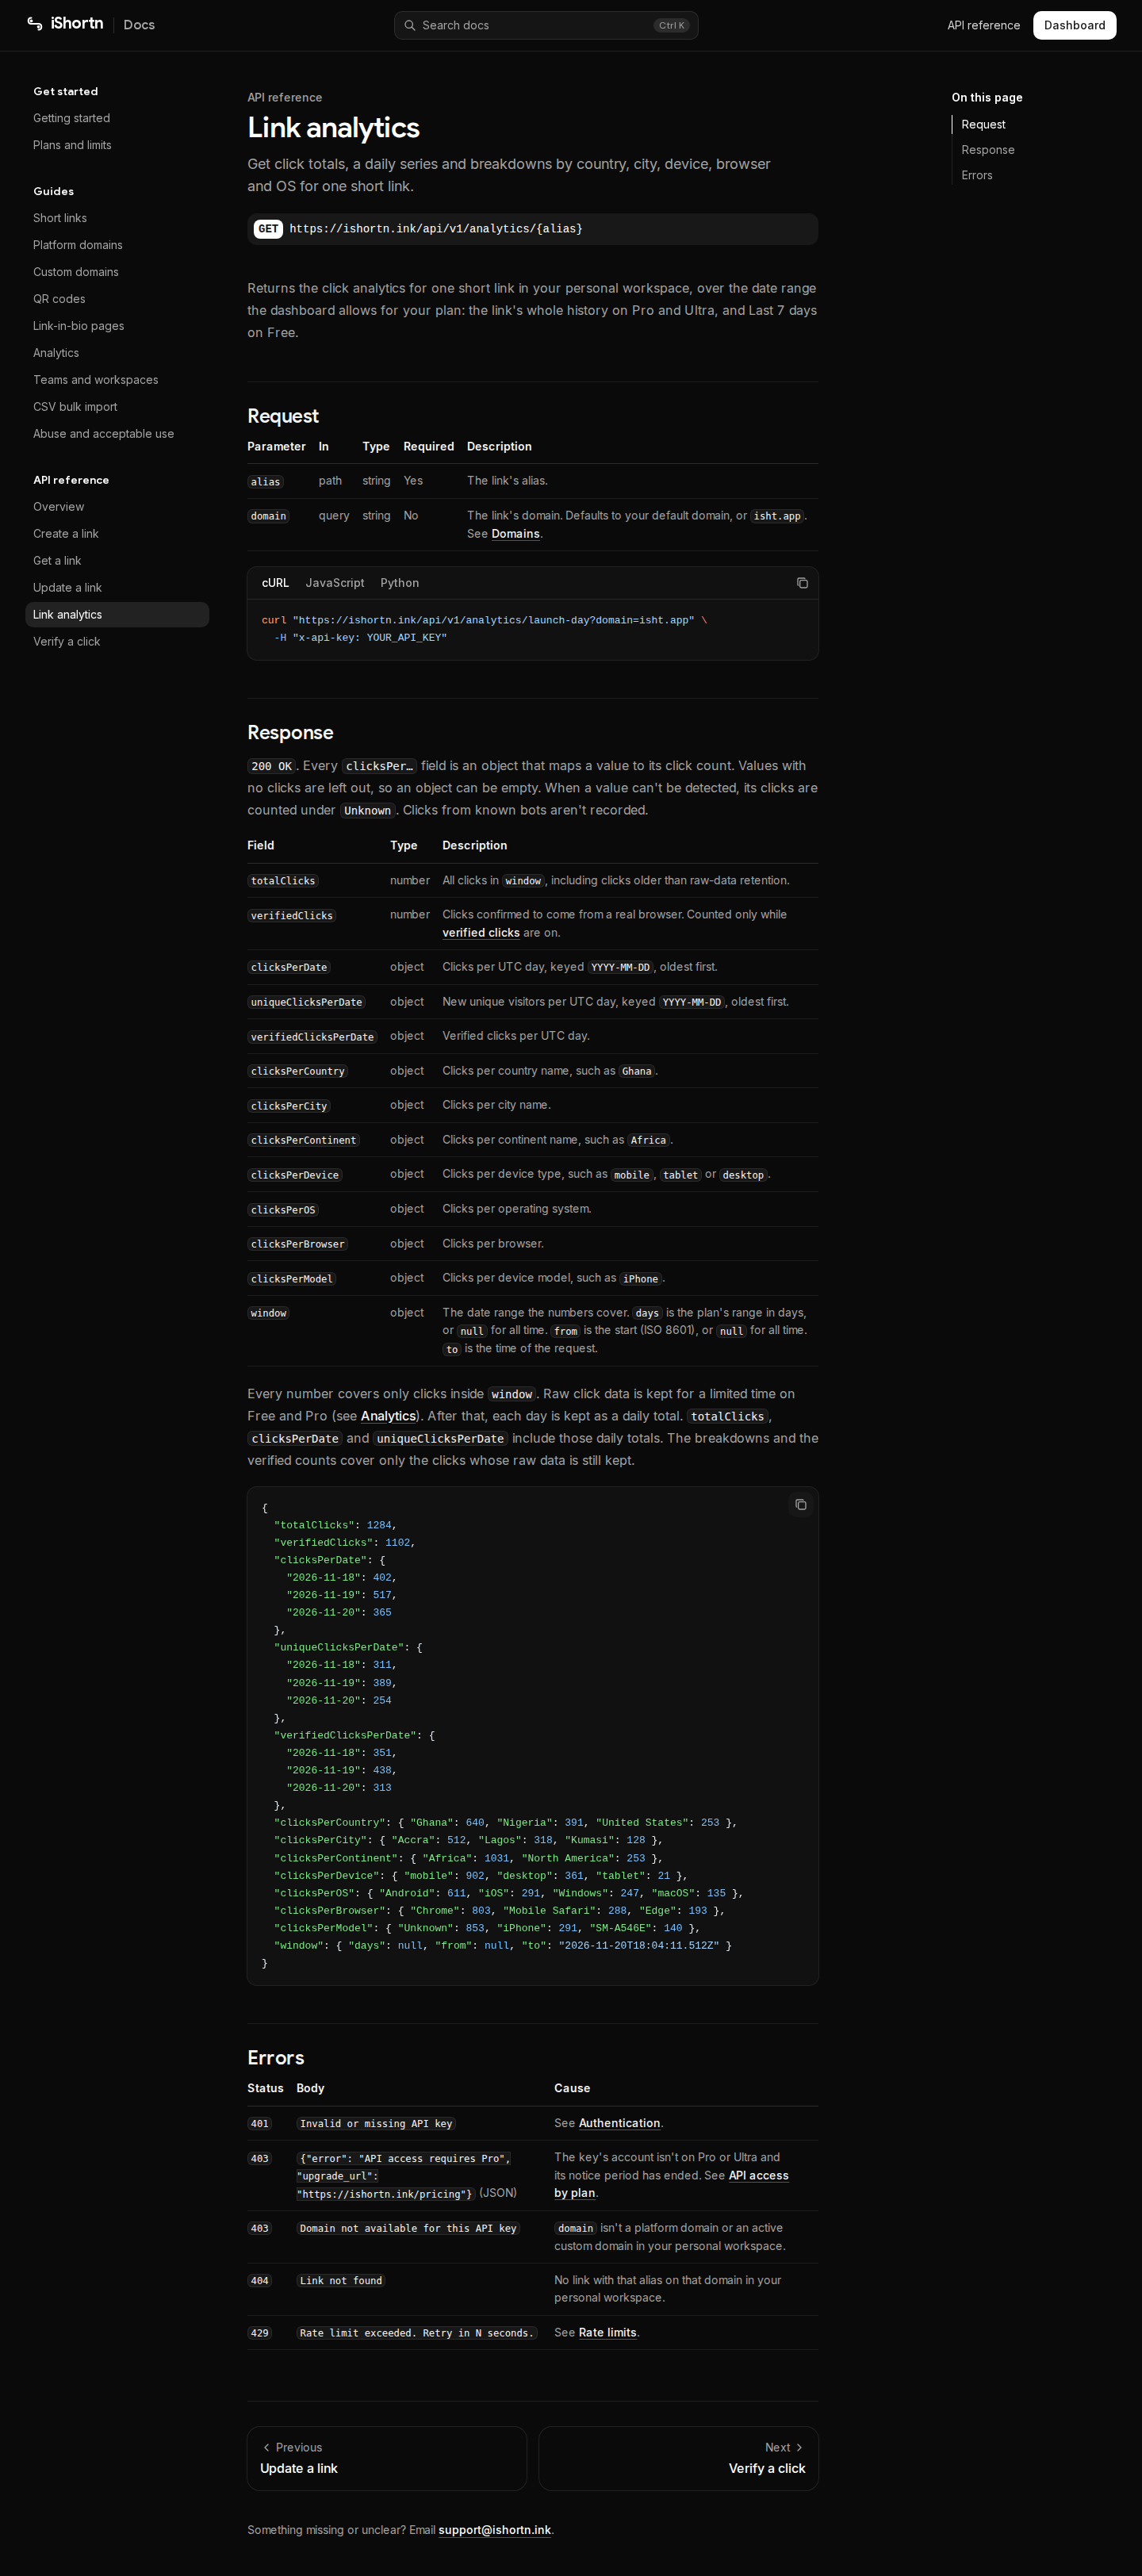 iShortn
Docs
Search docs
Ctrl K
API reference
Dashboard
Get started
Getting started
Plans and limits
Guides
Short links
Platform domains
Custom domains
QR codes
Link-in-bio pages
Analytics
Teams and workspaces
CSV bulk import
Abuse and acceptable use
API reference
Overview
Create a link
Get a link
Update a link
Link analytics
Verify a click
API reference
Link analytics
Get click totals, a daily series and breakdowns by country, city, device, browser
and OS for one short link.
GET https://ishortn.ink/api/v1/analytics/{alias}
Returns the click analytics for one short link in your personal workspace, over the date range
the dashboard allows for your plan: the link's whole history on Pro and Ultra, and Last 7 days
on Free.
Request
Parameter In Type Required Description
alias path string Yes The link's alias.
domain query string No The link's domain. Defaults to your default domain, or isht.app.
See Domains.
cURL JavaScript Python
curl "https://ishortn.ink/api/v1/analytics/launch-day?domain=isht.app" \
-H "x-api-key: YOUR_API_KEY"
Response
200 OK. Every clicksPer… field is an object that maps a value to its click count. Values with
no clicks are left out, so an object can be empty. When a value can't be detected, its clicks are
counted under Unknown. Clicks from known bots aren't recorded.
Field Type Description
totalClicks number All clicks in window, including clicks older than raw-data retention.
verifiedClicks number Clicks confirmed to come from a real browser. Counted only while
verified clicks are on.
clicksPerDate object Clicks per UTC day, keyed YYYY-MM-DD, oldest first.
uniqueClicksPerDate object New unique visitors per UTC day, keyed YYYY-MM-DD, oldest first.
verifiedClicksPerDate object Verified clicks per UTC day.
clicksPerCountry object Clicks per country name, such as Ghana.
clicksPerCity object Clicks per city name.
clicksPerContinent object Clicks per continent name, such as Africa.
clicksPerDevice object Clicks per device type, such as mobile, tablet or desktop.
clicksPerOS object Clicks per operating system.
clicksPerBrowser object Clicks per browser.
clicksPerModel object Clicks per device model, such as iPhone.
window object The date range the numbers cover. days is the plan's range in days,
or null for all time. from is the start (ISO 8601), or null for all time.
to is the time of the request.
Every number covers only clicks inside window. Raw click data is kept for a limited time on
Free and Pro (see Analytics). After that, each day is kept as a daily total. totalClicks,
clicksPerDate and uniqueClicksPerDate include those daily totals. The breakdowns and the
verified counts cover only the clicks whose raw data is still kept.
{
"totalClicks": 1284,
"verifiedClicks": 1102,
"clicksPerDate": {
"2026-11-18": 402,
"2026-11-19": 517,
"2026-11-20": 365
},
"uniqueClicksPerDate": {
"2026-11-18": 311,
"2026-11-19": 389,
"2026-11-20": 254
},
"verifiedClicksPerDate": {
"2026-11-18": 351,
"2026-11-19": 438,
"2026-11-20": 313
},
"clicksPerCountry": { "Ghana": 640, "Nigeria": 391, "United States": 253 },
"clicksPerCity": { "Accra": 512, "Lagos": 318, "Kumasi": 128 },
"clicksPerContinent": { "Africa": 1031, "North America": 253 },
"clicksPerDevice": { "mobile": 902, "desktop": 361, "tablet": 21 },
"clicksPerOS": { "Android": 611, "iOS": 291, "Windows": 247, "macOS": 135 },
"clicksPerBrowser": { "Chrome": 803, "Mobile Safari": 288, "Edge": 193 },
"clicksPerModel": { "Unknown": 853, "iPhone": 291, "SM-A546E": 140 },
"window": { "days": null, "from": null, "to": "2026-11-20T18:04:11.512Z" }
}
Errors
Status Body Cause
401 Invalid or missing API key See Authentication.
403 {"error": "API access requires Pro", The key's account isn't on Pro or Ultra and
"upgrade_url": its notice period has ended. See API access
"https://ishortn.ink/pricing"} (JSON) by plan.
403 Domain not available for this API key domain isn't a platform domain or an active
custom domain in your personal workspace.
404 Link not found No link with that alias on that domain in your
personal workspace.
429 Rate limit exceeded. Retry in N seconds. See Rate limits.
Previous
Update a link
Next
Verify a click
Something missing or unclear? Email support@ishortn.ink.
On this page
Request
Response
Errors